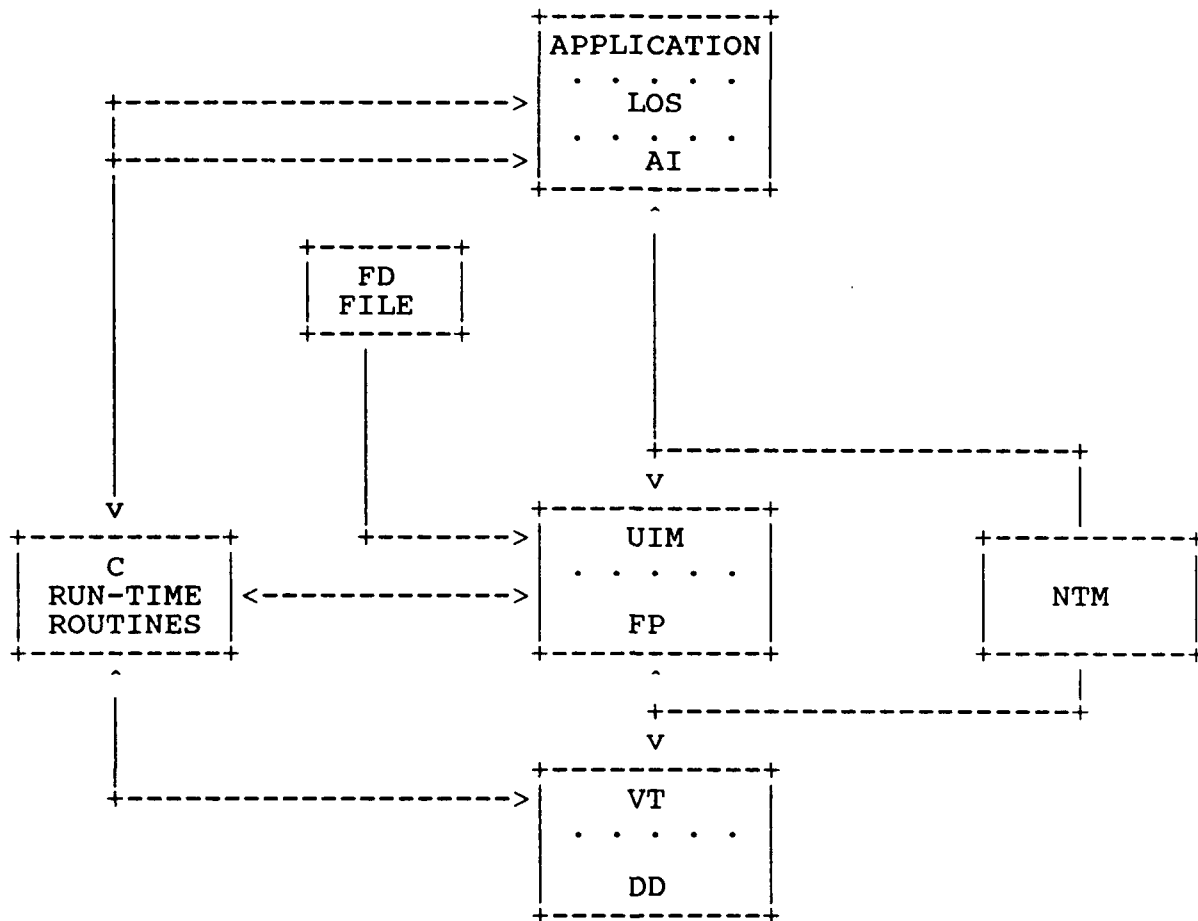 APPLICATION
LOS
AI
FD
FILE
C
RUN-TIME
ROUTINES
UIM
FP
NTM
VT
DD